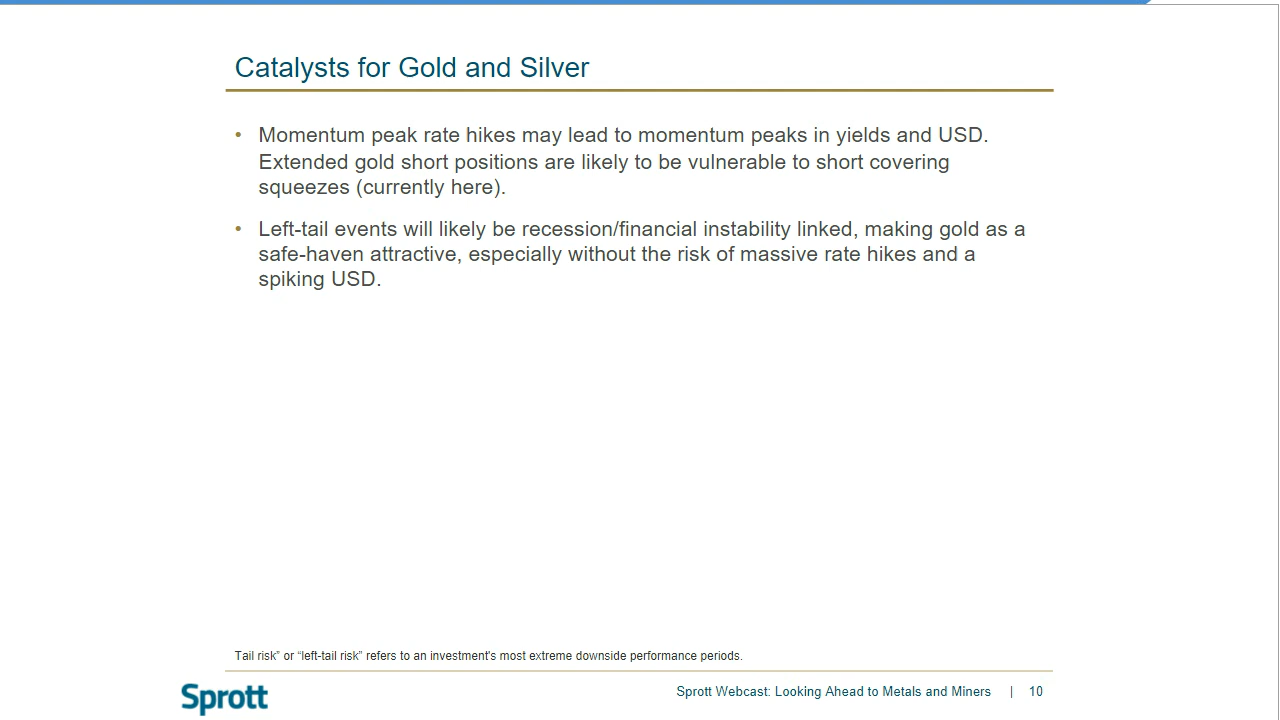 Catalysts for Gold and Silver
• Momentum peak rate hikes may lead to momentum peaks in yields and USD.
Extended gold short positions are likely to be vulnerable to short covering
squeezes (currently here).
• Left-tail events will likely be recession/financial instability linked, making gold as a
safe-haven attractive, especially without the risk of massive rate hikes and a
spiking USD.
Tail risk” or “left-tail risk” refers to an investment's most extreme downside performance periods.
Sprott
Sprott Webcast: Looking Ahead to Metals and Miners | 10